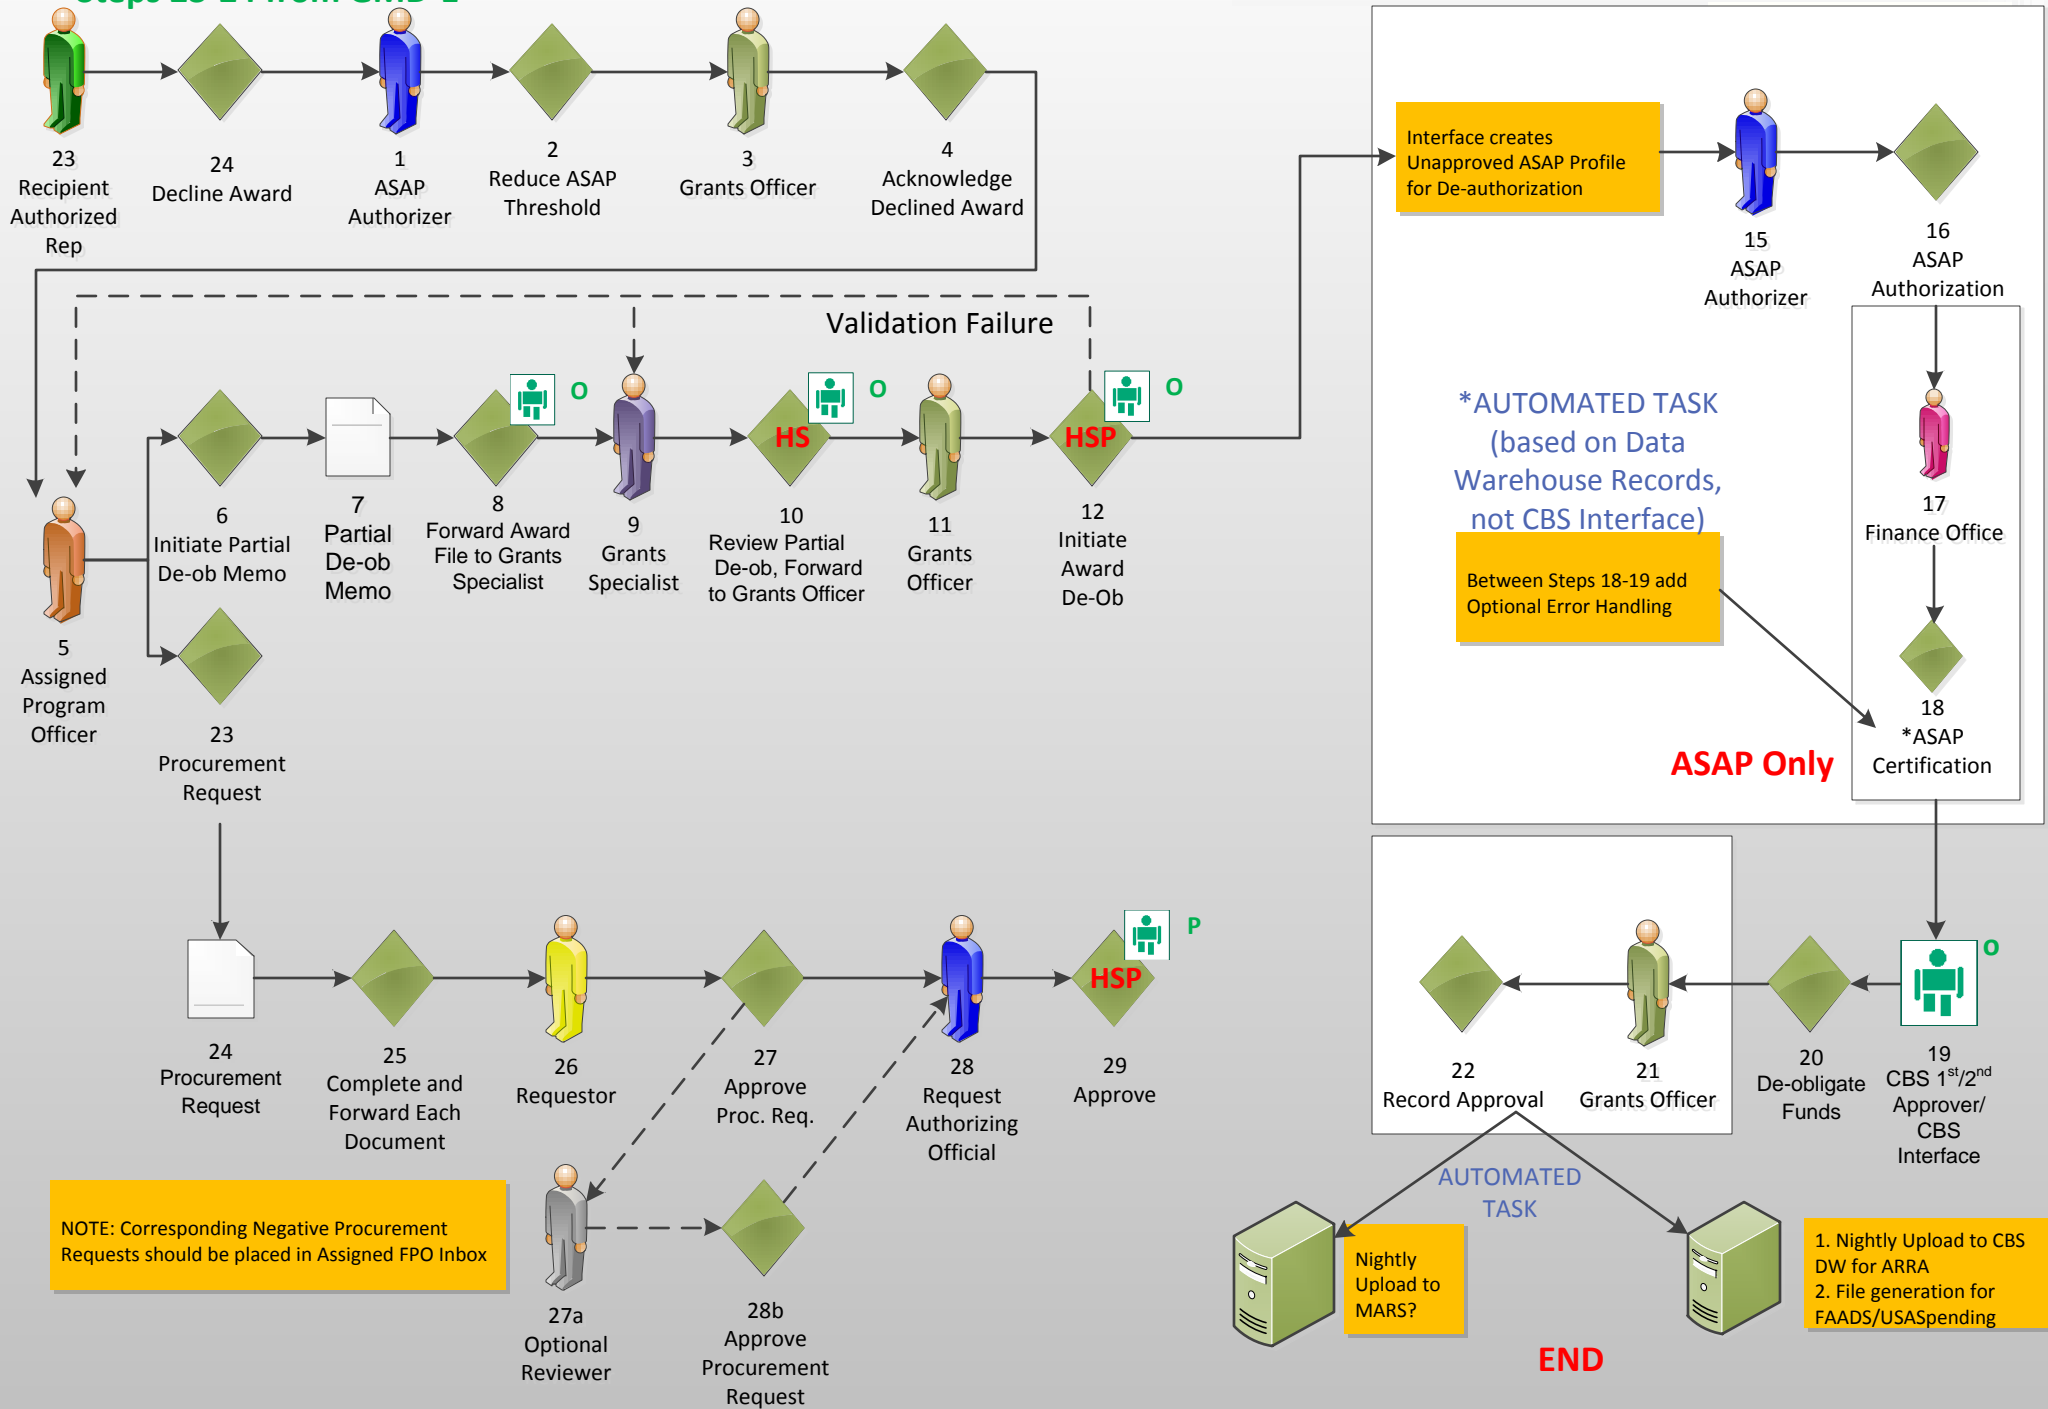 23
Recipient
Authorized
Rep
24
Decline Award
1
ASAP
Authorizer
2
Reduce ASAP
Threshold
3
Grants Officer
4
Acknowledge
Declined Award
Interface creates
Unapproved ASAP Profile
for De-authorization
15
ASAP
Authorizer
16
ASAP
Authorization
Validation Failure
5
Assigned
Program
Officer
6
Initiate Partial
De-ob Memo
7
Partial
De-ob
Memo
O
8
Forward Award
File to Grants
Specialist
9
Grants
Specialist
O
HS
10
Review Partial
De-ob, Forward
to Grants Officer
11
Grants
Officer
O
HSP
12
Initiate
Award
De-Ob
*AUTOMATED TASK
(based on Data
Warehouse Records,
not CBS Interface)
Between Steps 18-19 add
Optional Error Handling
17
Finance Office
18
*ASAP
Certification
ASAP Only
23
Procurement
Request
24
Procurement
Request
25
Complete and
Forward Each
Document
26
Requestor
27
Approve
Proc. Req.
28
Request
Authorizing
Official
P
HSP
29
Approve
22
Record Approval
21
Grants Officer
20
De-obligate
Funds
O
19
CBS 1st/2nd
Approver/
CBS
Interface
NOTE: Corresponding Negative Procurement
Requests should be placed in Assigned FPO Inbox
27a
Optional
Reviewer
28b
Approve
Procurement
Request
AUTOMATED
TASK
Nightly
Upload to
MARS?
1. Nightly Upload to CBS
DW for ARRA
2. File generation for
FAADS/USASpending
END